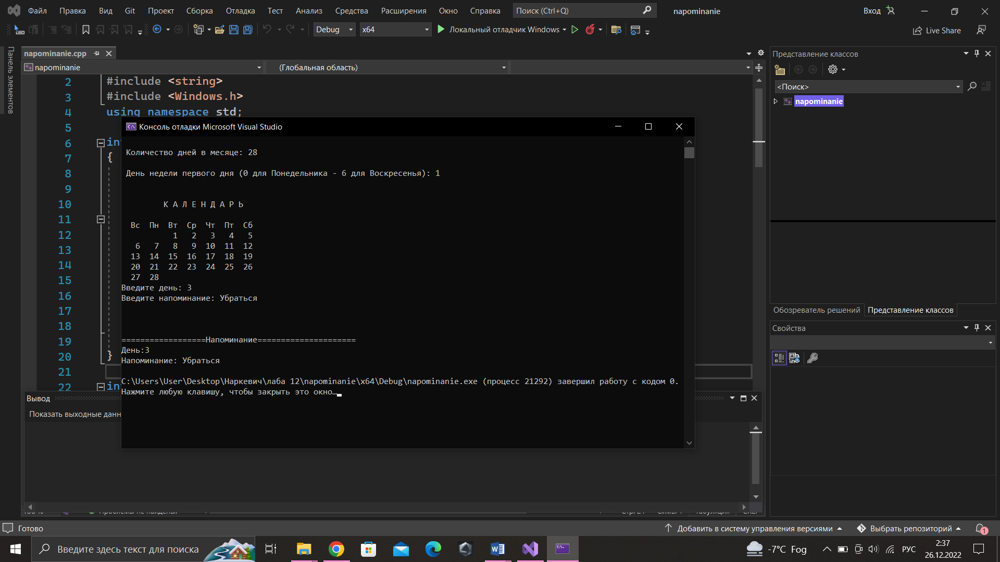 Файл Правка Вид Git Проект Сборка Отладка Тест Анализ Средства Расширения Окно Справка Поиск (Ctrl+Q) napominanie Вход
Debug x64 Локальный отладчик Windows Live Share
Панель элементов
napominanie.cpp
napominanie (Глобальная область)
2 #include <string>
3 #include <Windows.h>
4 using namespace std;
5
6 in
7 {
8
9
10
11
12
13
14
15
16
17
18
19
20 }
21
22 in
Консоль отладки Microsoft Visual Studio
Количество дней в месяце: 28
День недели первого дня (0 для Понедельника - 6 для Воскресенья): 1
К А Л Е Н Д А Р Ь
Вс Пн Вт Ср Чт Пт Сб
1 2 3 4 5
6 7 8 9 10 11 12
13 14 15 16 17 18 19
20 21 22 23 24 25 26
27 28
Введите день: 3
Введите напоминание: Убраться
==================Напоминание=====================
День:3
Напоминание: Убраться
C:\Users\User\Desktop\Наркевич\лаба 12\napominanie\x64\Debug\napominanie.exe (процесс 21292) завершил работу с кодом 0.
Нажмите любую клавишу, чтобы закрыть это окно…
Вывод
Показать выходные данн
Представление классов
<Поиск>
napominanie
Обозреватель решений Представление классов
Свойства
Готово Добавить в систему управления версиями Выбрать репозиторий 1
Введите здесь текст для поиска -7°C Fog РУС 2:37
26.12.2022